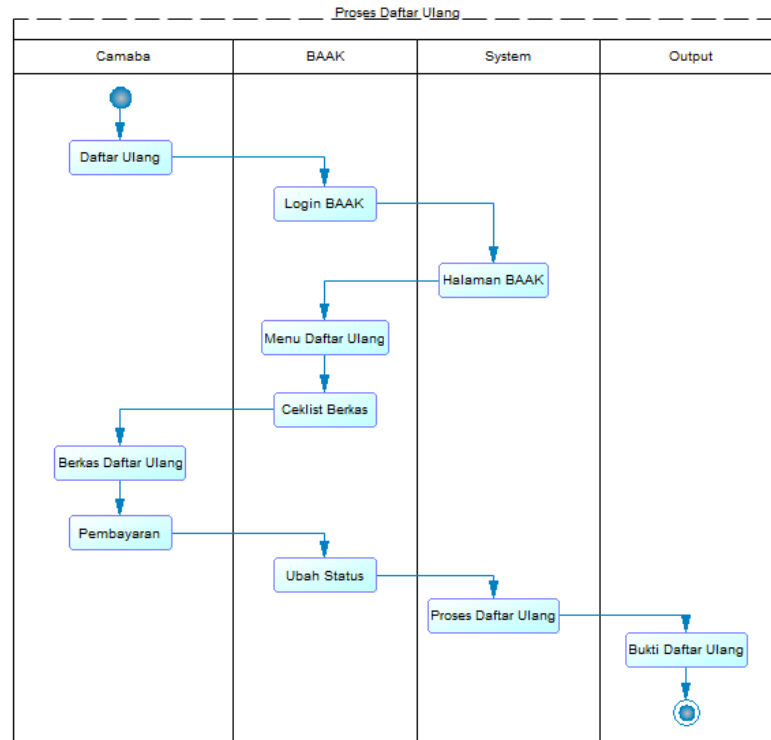 Proses Daftar Ulang
Camaba
BAAK
System
Output
Daftar Ulang
Login BAAK
Halaman BAAK
Menu Daftar Ulang
Ceklist Berkas
Berkas Daftar Ulang
Pembayaran
Ubah Status
Proses Daftar Ulang
Bukti Daftar Ulang